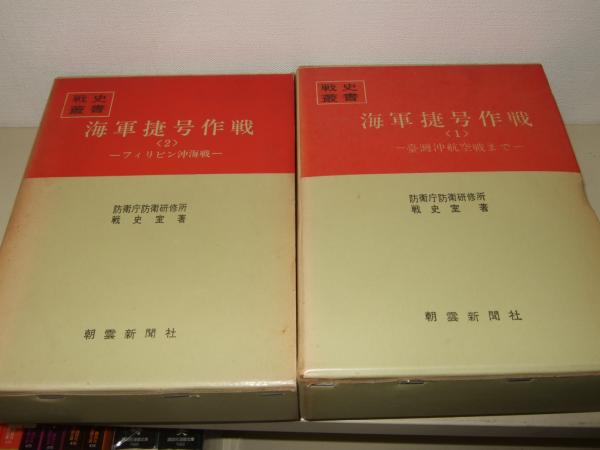 戦史
叢書
海軍捷号作戦
〈2〉
―フィリピン沖海戦―
防衛庁防衛研修所
戦史室著
朝雲新聞社
戦史
叢書
海軍捷号作戦
〈1〉
―臺灣沖航空戦まで―
防衛庁防衛研修所
戦史室著
朝雲新聞社